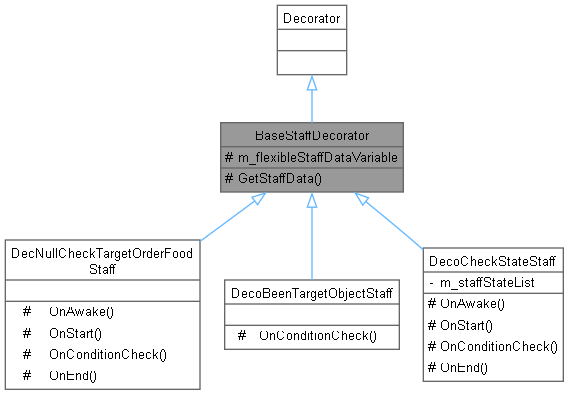 Decorator
BaseStaffDecorator
# m_flexibleStaffDataVariable
# GetStaffData()
DecNullCheckTargetOrderFood
Staff
# OnAwake()
# OnStart()
# OnConditionCheck()
# OnEnd()
DecoBeenTargetObjectStaff
# OnConditionCheck()
DecoCheckStateStaff
- m_staffStateList
# OnAwake()
# OnStart()
# OnConditionCheck()
# OnEnd()